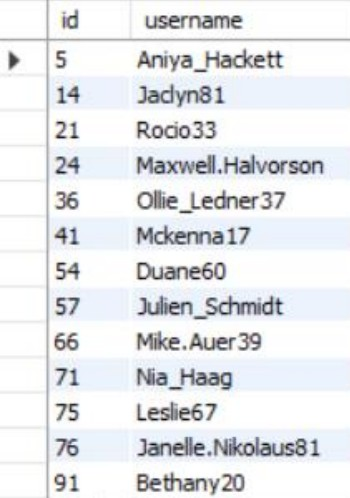 id username
5 Aniya_Hackett
14 Jaclyn81
21 Rocio33
24 Maxwell.Halvorson
36 Ollie_Ledner37
41 Mckenna17
54 Duane60
57 Julien_Schmidt
66 Mike.Auer39
71 Nia_Haag
75 Leslie67
76 Janelle.Nikolaus81
91 Bethany20